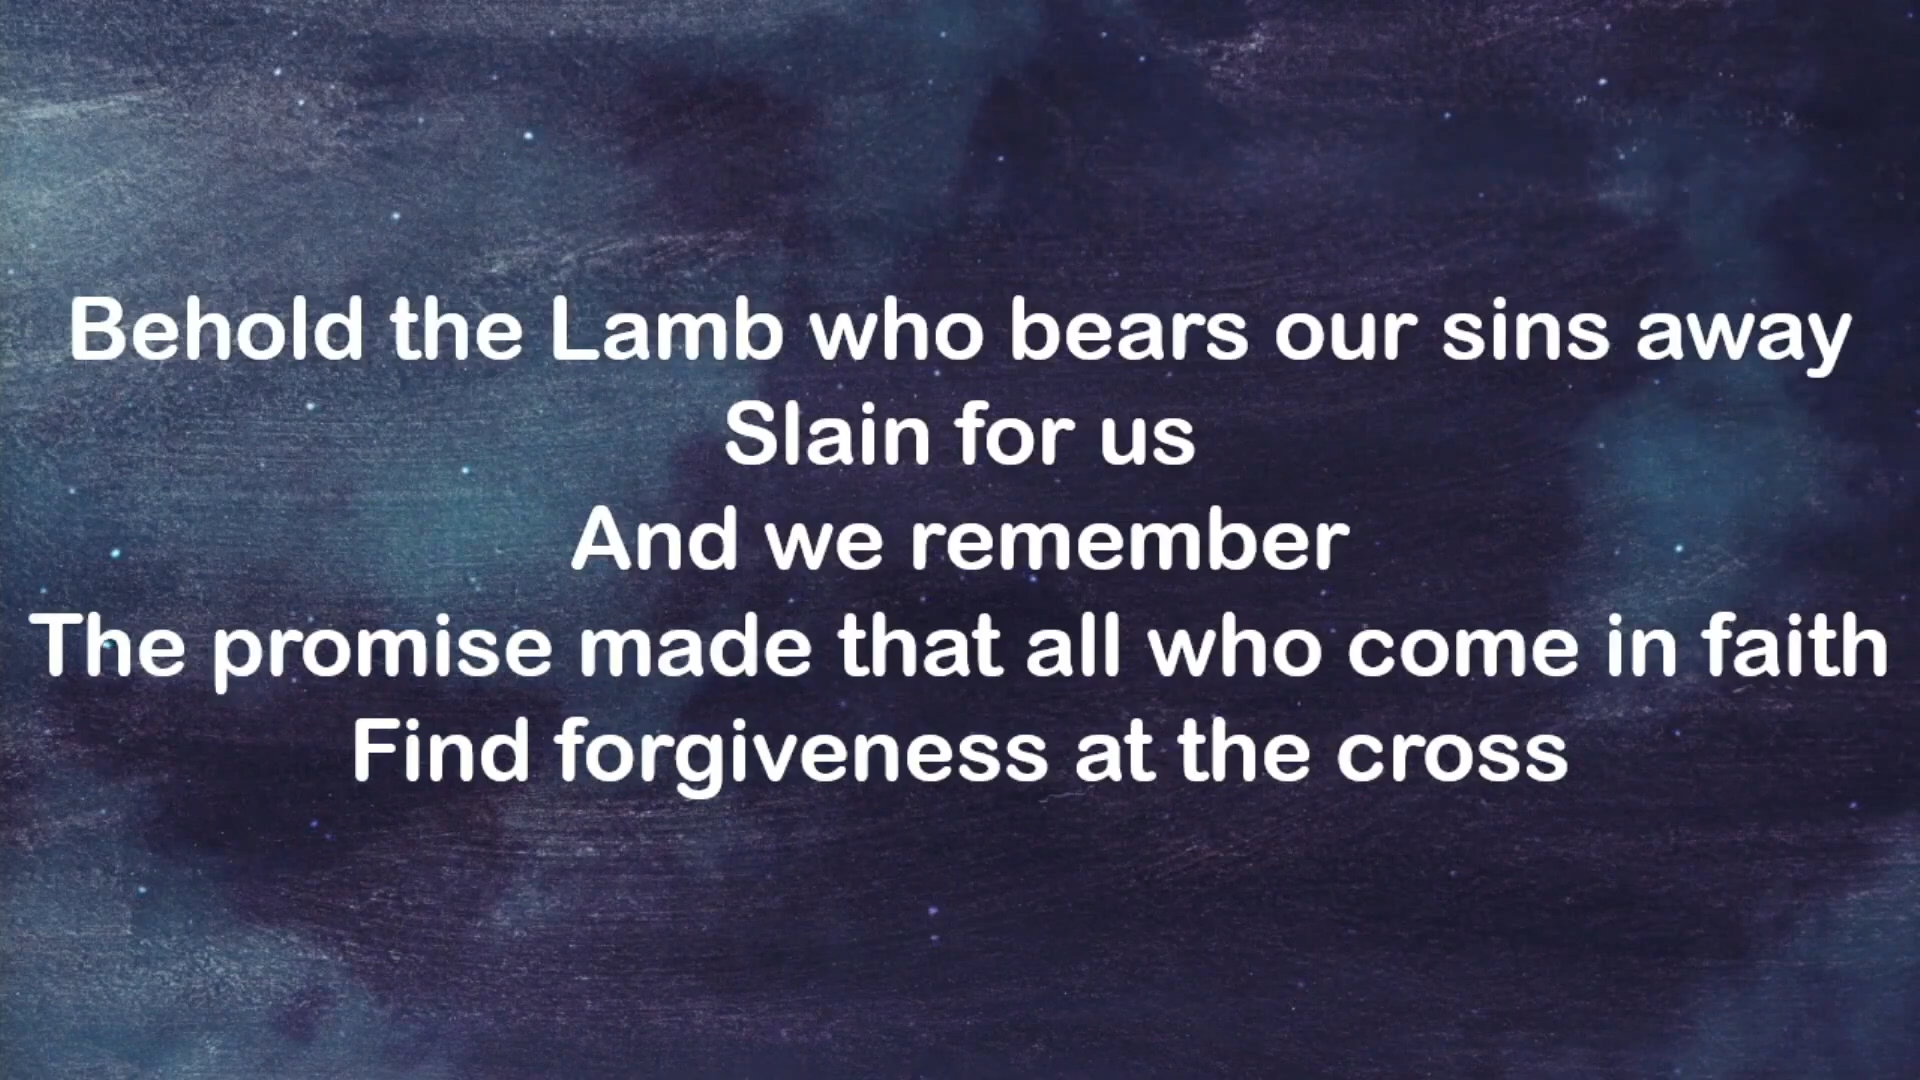 Behold the Lamb who bears our sins away
Slain for us
And we remember
The promise made that all who come in faith
Find forgiveness at the cross